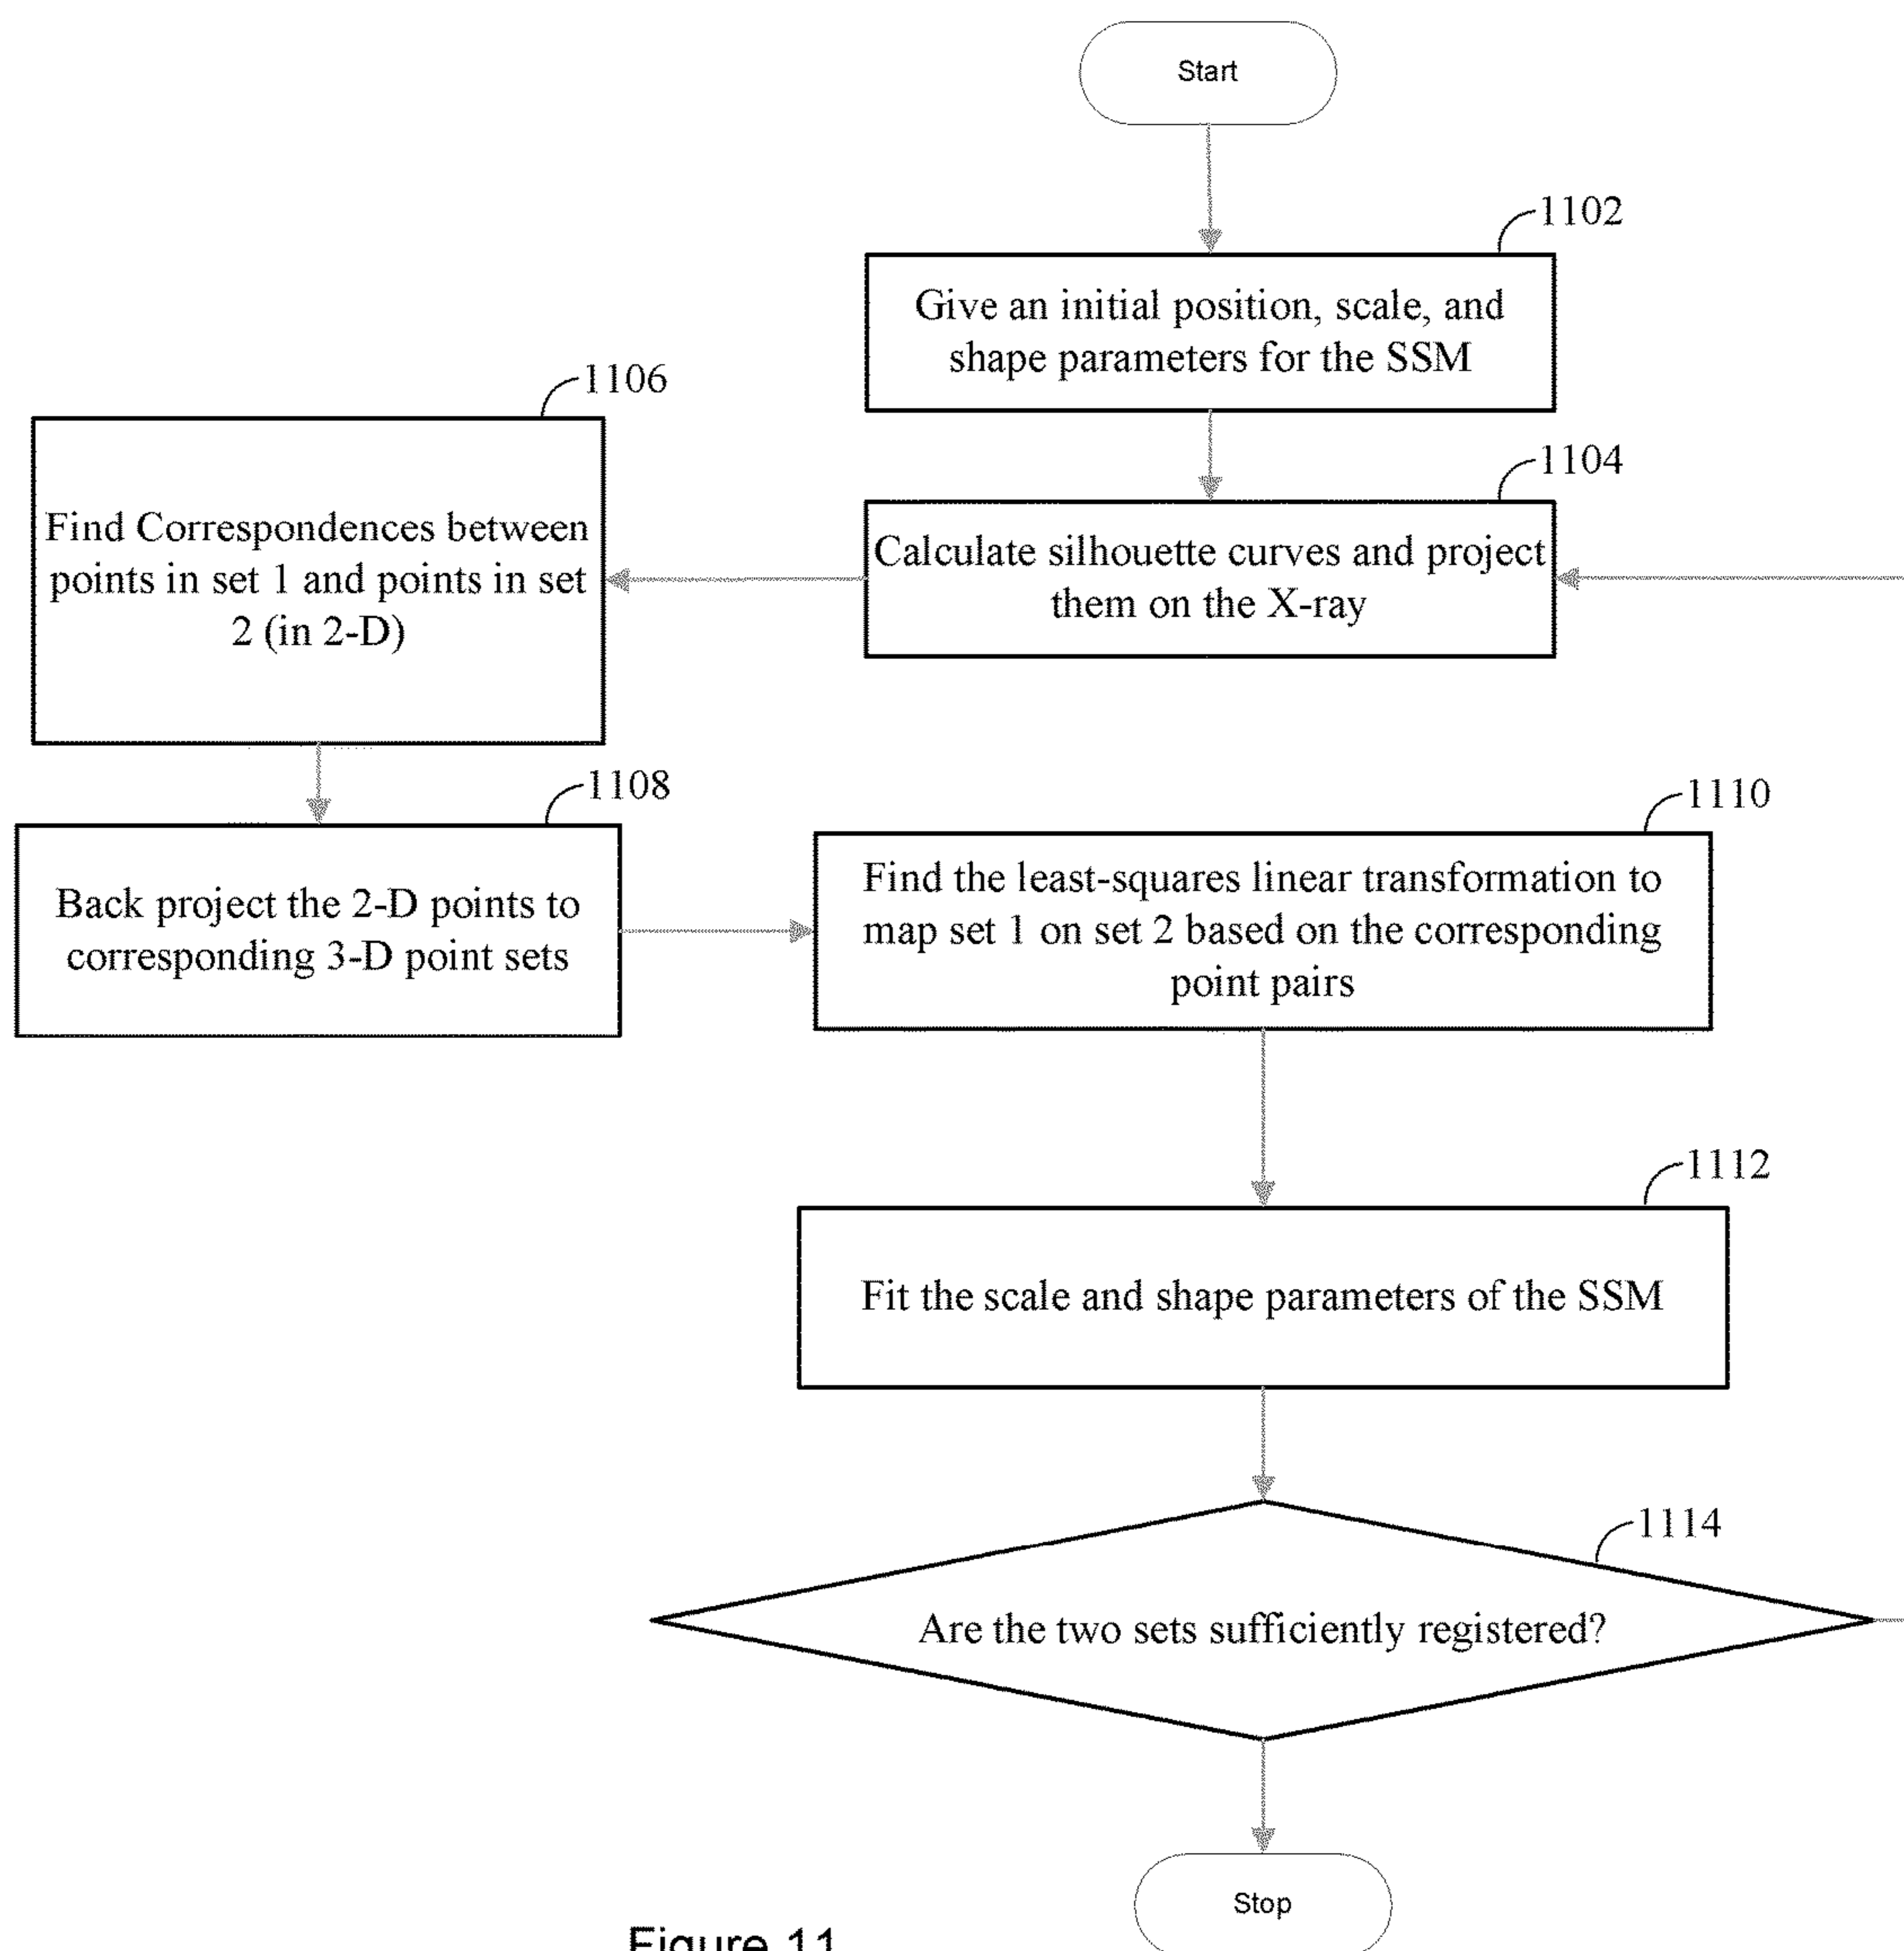 Start
1102
Give an initial position, scale, and
shape parameters for the SSM
1104
Calculate silhouette curves and project
them on the X-ray
1106
Find Correspondences between
points in set 1 and points in set
2 (in 2-D)
1108
Back project the 2-D points to
corresponding 3-D point sets
1110
Find the least-squares linear transformation to
map set 1 on set 2 based on the corresponding
point pairs
1112
Fit the scale and shape parameters of the SSM
1114
Are the two sets sufficiently registered?
Stop
Figure 11